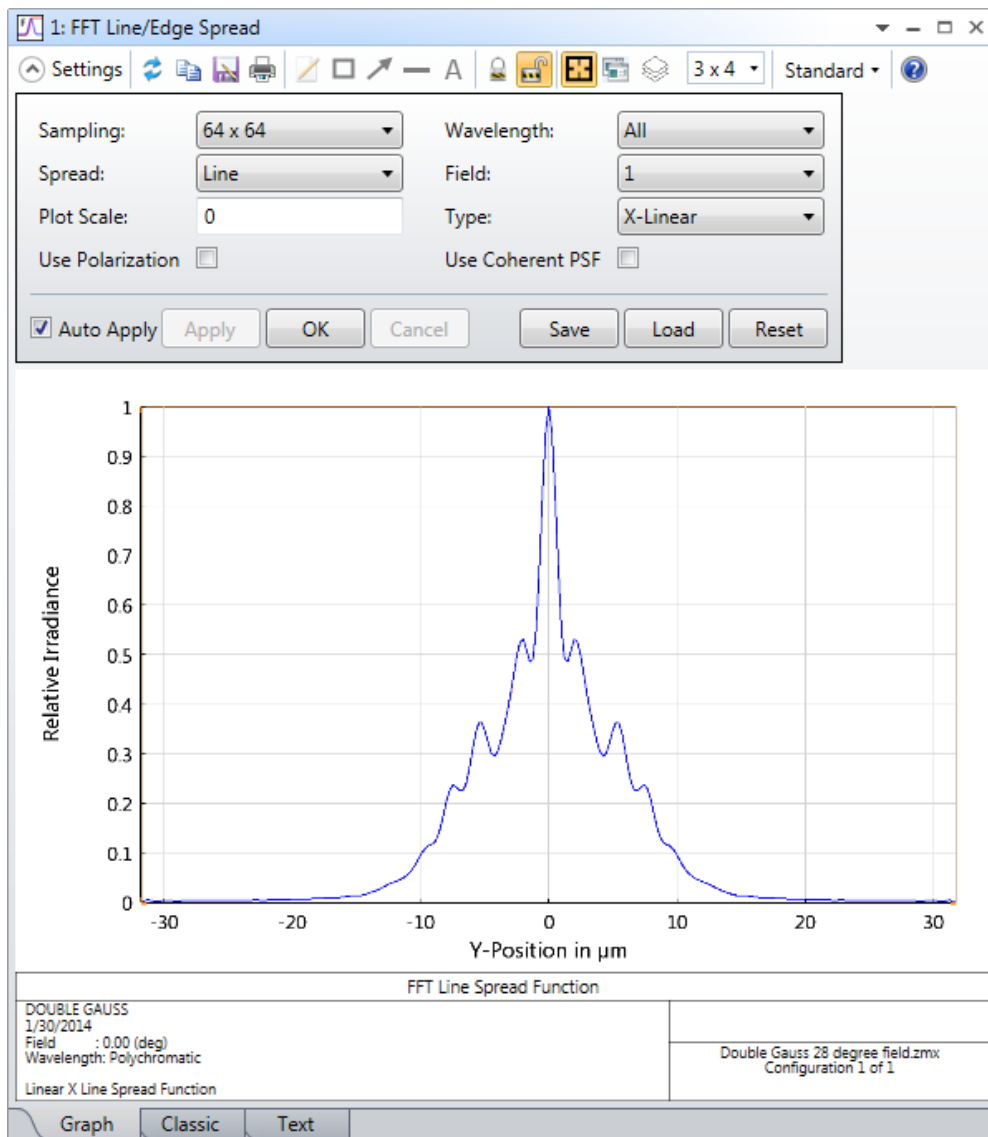 1: FFT Line/Edge Spread
Settings A 3 x 4 Standard ?
Sampling: 64 x 64 Wavelength: All
Spread: Line Field: 1
Plot Scale: 0 Type: X-Linear
Use Polarization Use Coherent PSF
Auto Apply Apply OK Cancel Save Load Reset
1
0.9
0.8
0.7
0.6
0.5
0.4
0.3
0.2
0.1
0
Relative Irradiance
-30 -20 -10 0 10 20 30
Y-Position in µm
FFT Line Spread Function
DOUBLE GAUSS
1/30/2014
Field : 0.00 (deg)
Wavelength: Polychromatic
Linear X Line Spread Function
Double Gauss 28 degree field.zmx
Configuration 1 of 1
Graph Classic Text